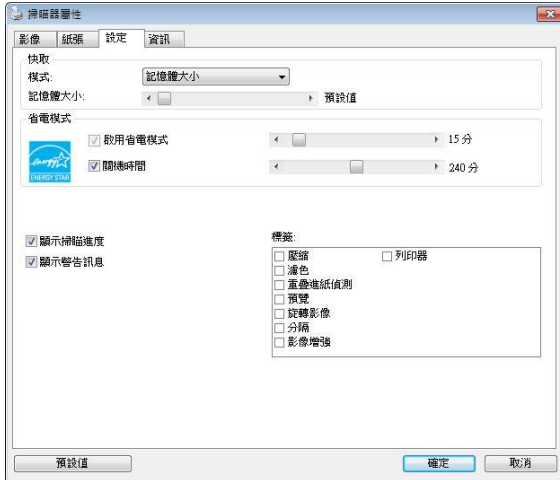 掃瞄器屬性
影像 紙張 設定 資訊
快取
模式: 記憶體大小
記憶體大小: 預設值
省電模式
啟用省電模式 15 分
關機時間 240 分
energy
ENERGY STAR
顯示掃瞄進度
顯示警告訊息
標籤:
壓縮 列印器
濾色
重疊進紙偵測
預覽
旋轉影像
分隔
影像增強
預設值 確定 取消